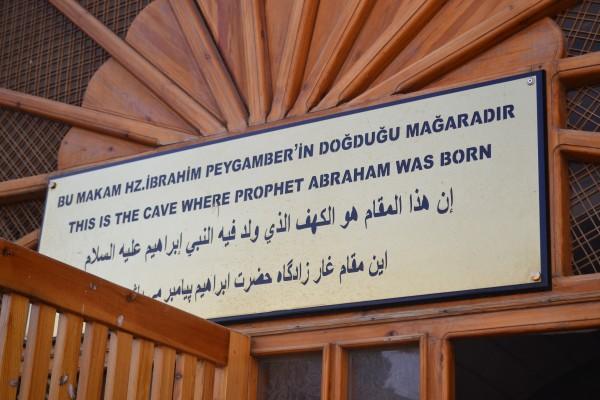 BU MAKAM HZ.İBRAHİM PEYGAMBER'İN DOĞDUĞU MAĞARADIR
THIS IS THE CAVE WHERE PROPHET ABRAHAM WAS BORN
إن هذا المقام هو الكهف الذي ولد فيه النبي إبراهيم عليه السلام
این مقام غار زادگاه حضرت ابراهیم پیامبر